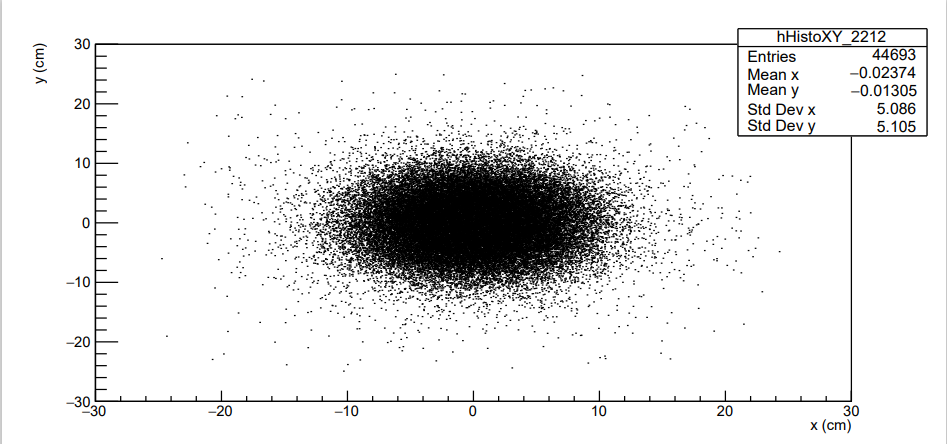 hHistoXY_2212
Entries 44693
Mean x −0.02374
Mean y −0.01305
Std Dev x 5.086
Std Dev y 5.105
y (cm)
30
20
10
0
−10
−20
−30
−30 −20 −10 0 10 20 30
x (cm)